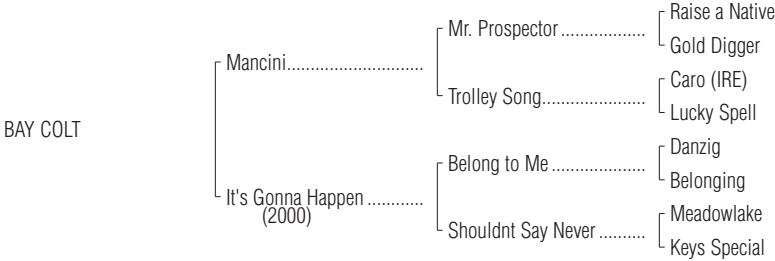 Raise a Native
Mr. Prospector...................
Gold Digger
Mancini.............................
Caro (IRE)
Trolley Song......................
Lucky Spell
BAY COLT
Danzig
Belong to Me....................
Belonging
It's Gonna Happen............
(2000)
Meadowlake
Shouldnt Say Never..........
Keys Special